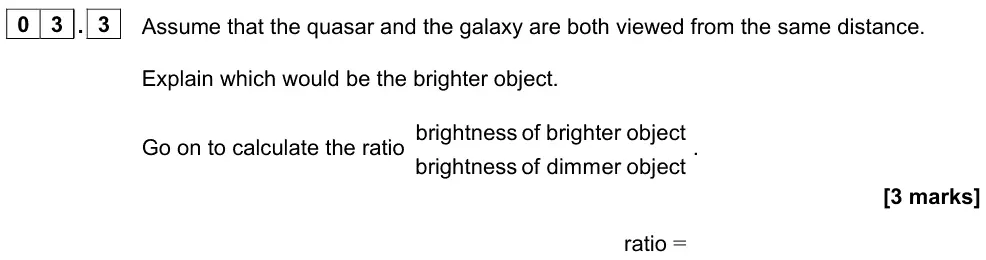 0 3 . 3 Assume that the quasar and the galaxy are both viewed from the same distance.
Explain which would be the brighter object.
Go on to calculate the ratio brightness of brighter object / brightness of dimmer object .
[3 marks]
ratio =